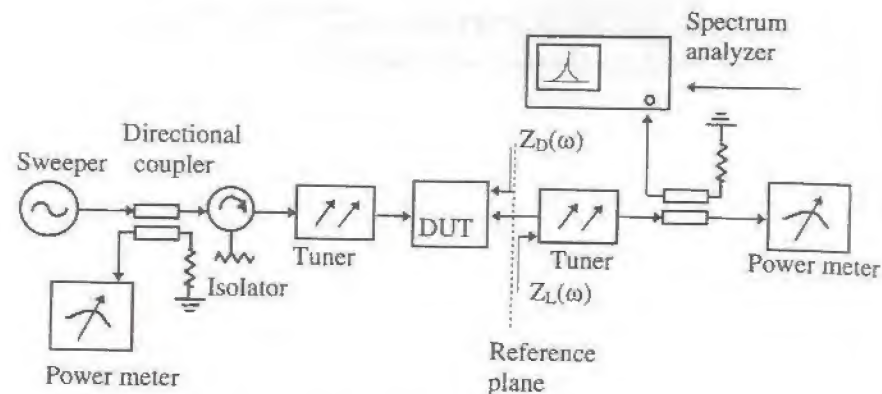 Spectrum
analyzer
Directional
coupler
Sweeper
Z_D(ω)
DUT
Tuner
Tuner
Power meter
Isolator
Z_L(ω)
Power meter
Reference
plane